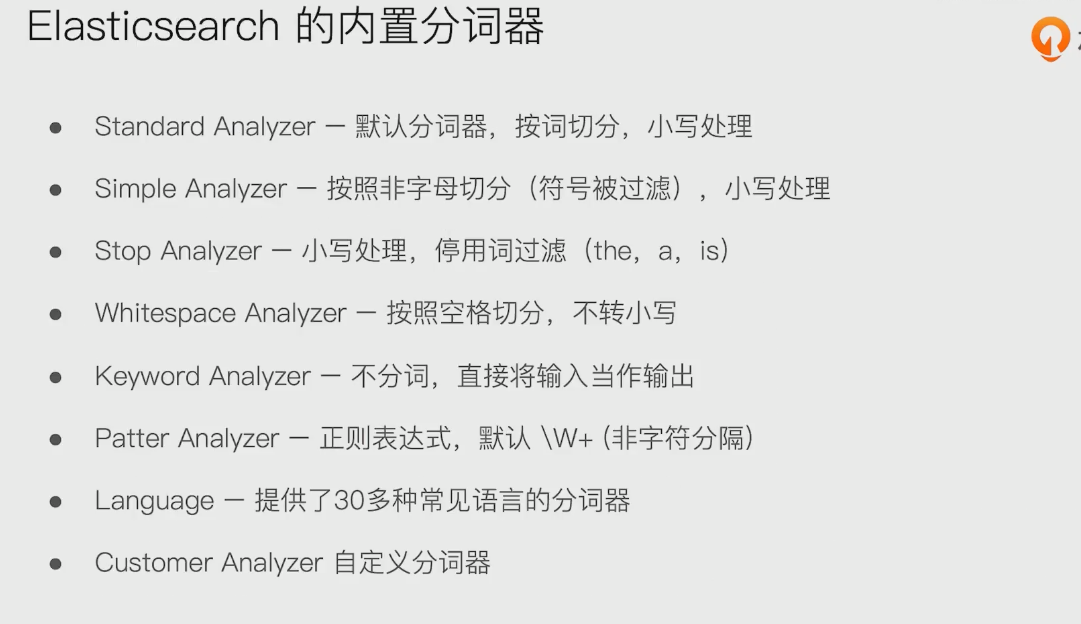 Elasticsearch 的内置分词器
Standard Analyzer － 默认分词器，按词切分，小写处理
Simple Analyzer － 按照非字母切分（符号被过滤），小写处理
Stop Analyzer － 小写处理，停用词过滤（the，a，is）
Whitespace Analyzer － 按照空格切分，不转小写
Keyword Analyzer － 不分词，直接将输入当作输出
Patter Analyzer － 正则表达式，默认 \W+ (非字符分隔)
Language － 提供了30多种常见语言的分词器
Customer Analyzer 自定义分词器